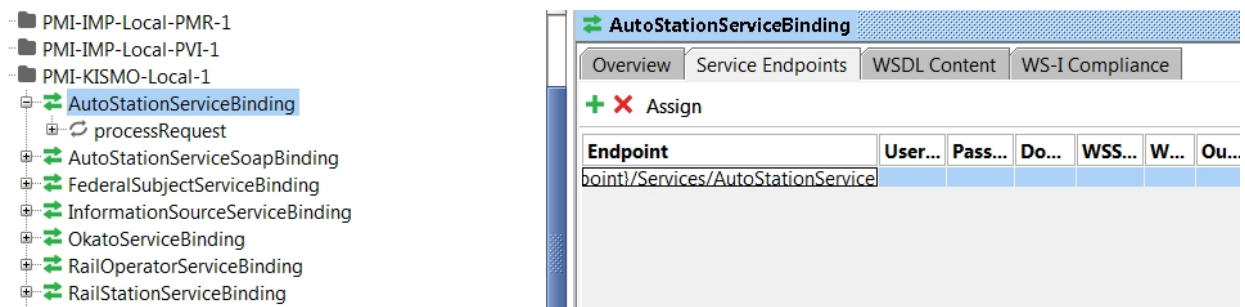 PMI-IMP-Local-PMR-1
PMI-IMP-Local-PVI-1
PMI-KISMO-Local-1
AutoStationServiceBinding
processRequest
AutoStationServiceSoapBinding
FederalSubjectServiceBinding
InformationSourceServiceBinding
OkatoServiceBinding
RailOperatorServiceBinding
RailStationServiceBinding
AutoStationServiceBinding
Overview Service Endpoints WSDL Content WS-I Compliance
Assign
Endpoint User... Pass... Do... WSS... W... Ou...
point}/Services/AutoStationService